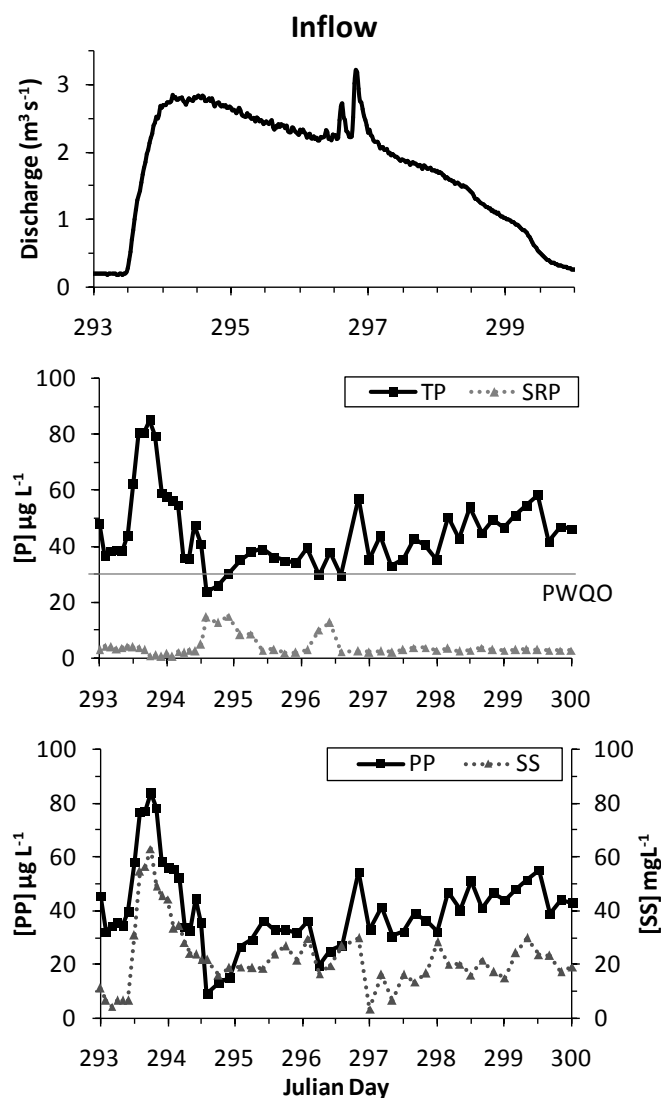 Inflow
Discharge (m³ s⁻¹)
3
2
1
0
293 295 297 299
[P] µg L⁻¹
100
80
60
40
20
0
TP SRP
PWQO
293 294 295 296 297 298 299 300
[PP] µg L⁻¹
100
80
60
40
20
0
PP SS
100
80
60
40
20
0
[SS] mgL⁻¹
293 294 295 296 297 298 299 300
Julian Day